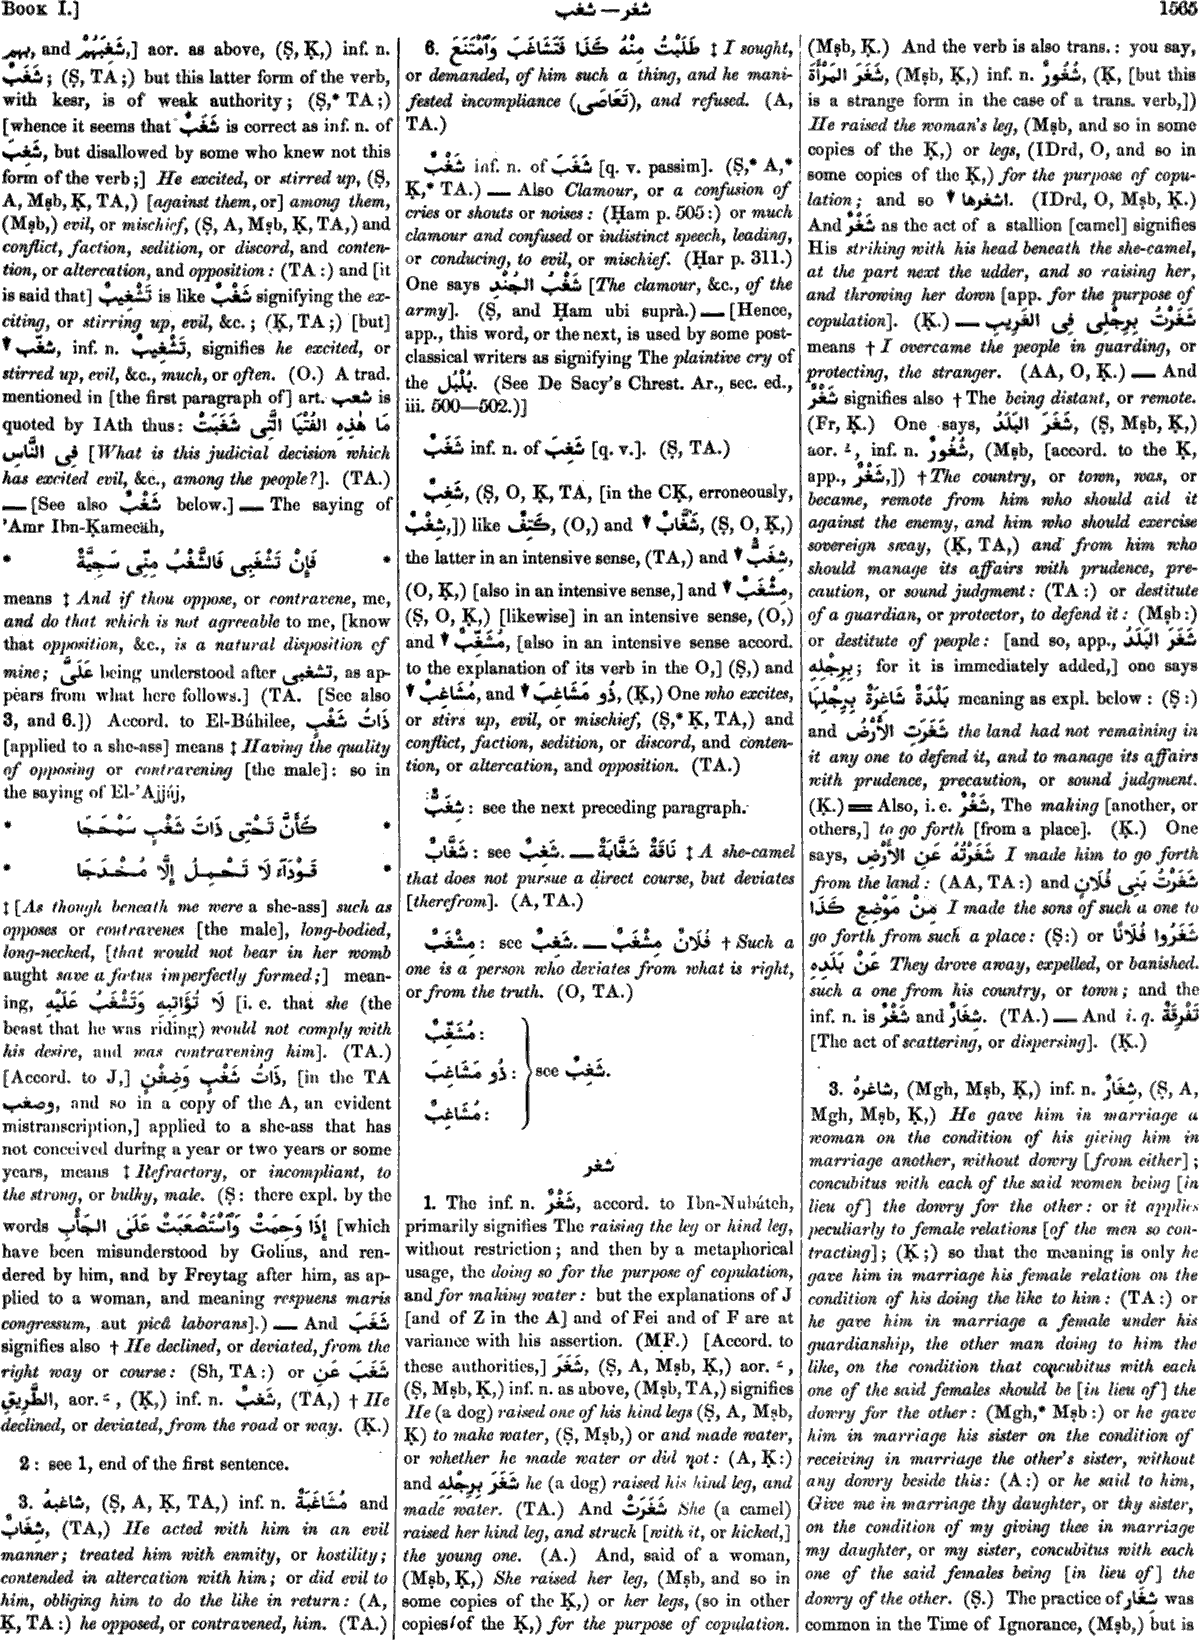 Book I.]
شغب — شغر
1565
بِهِمْ, and شَغَبَهُمْ,] aor. as above, (Ṣ, Ḳ,) inf. n.
شَغَبٌ; (Ṣ, TA;) but this latter form of the verb,
with kesr, is of weak authority; (Ṣ,* TA;)
[whence it seems that شَغَبٌ is correct as inf. n. of
شَغِبَ, but disallowed by some who knew not this
form of the verb;] He excited, or stirred up, (Ṣ,
A, Mṣb, Ḳ, TA,) [against them, or] among them,
(Mṣb,) evil, or mischief, (Ṣ, A, Mṣb, Ḳ, TA,) and
conflict, faction, sedition, or discord, and conten-
tion, or altercation, and opposition: (TA:) and [it
is said that] تَشْغِيبٌ is like شَغْبٌ signifying the ex-
citing, or stirring up, evil, &c.; (Ḳ, TA;) [but]
▼ شغّب, inf. n. تَشْغِيبٌ, signifies he excited, or
stirred up, evil, &c., much, or often. (O.) A trad.
mentioned in [the first paragraph of] art. شعب is
quoted by IAth thus: مَا هٰذِهِ الفُتْيَا الَّتِى شَغَبَتْ
فِى النَّاسِ [What is this judicial decision which
has excited evil, &c., among the people?]. (TA.)
— [See also شَغْبٌ below.] — The saying of
’Amr Ibn-Ḳameeäh,
* فَإِنْ تَشْغَبِى فَالشَّغْبُ مِنِّى سَجِيَّةٌ *
means ‡ And if thou oppose, or contravene, me,
and do that which is not agreeable to me, [know
that opposition, &c., is a natural disposition of
mine; عَلَىَّ being understood after تشغبى, as ap-
pears from what here follows.] (TA. [See also
3, and 6.]) Accord. to El-Báhilee, ذَاتُ شَغْبٍ
[applied to a she-ass] means ‡ Having the quality
of opposing or contravening [the male]: so in
the saying of El-’Ajjáj,
* كَأَنَّ تَحْتِى ذَاتَ شَغْبٍ سَمْحَجَا *
* قَوْدَآءَ لَا تَحْمِلُ إِلَّا مُخْدَجَا *
‡ [As though beneath me were a she-ass] such as
opposes or contravenes [the male], long-bodied,
long-necked, [that would not bear in her womb
aught save a fœtus imperfectly formed;] mean-
ing, لَا تُؤَاتِيهِ وَتَشْغَبُ عَلَيْهِ [i. e. that she (the
beast that he was riding) would not comply with
his desire, and was contravening him]. (TA.)
[Accord. to J,] ذَاتُ شَغْبٍ وَضِغْنٍ, [in the TA
وصعب, and so in a copy of the A, an evident
mistranscription,] applied to a she-ass that has
not conceived during a year or two years or some
years, means ‡ Refractory, or incompliant, to
the strong, or bulky, male. (Ṣ: there expl. by the
words إِذَا وَحِمَتْ وَاسْتَصْعَبَتْ عَلَى الجَأْبِ [which
have been misunderstood by Golius, and ren-
dered by him, and by Freytag after him, as ap-
plied to a woman, and meaning respuens maris
congressum, aut picâ laborans].) — And شَغَبَ
signifies also † He declined, or deviated, from the
right way or course: (Sh, TA:) or شَغَبَ عَنِ
الطَّرِيقِ, aor. ـَ, (Ḳ,) inf. n. شَغْبٌ, (TA,) † He
declined, or deviated, from the road or way. (Ḳ.)
2: see 1, end of the first sentence.
3. شاغبهُ, (Ṣ, A, Ḳ, TA,) inf. n. مُشَاغَبَةٌ and
شِغَابٌ, (TA,) He acted with him in an evil
manner; treated him with enmity, or hostility;
contended in altercation with him; or did evil to
him, obliging him to do the like in return: (A,
Ḳ, TA:) he opposed, or contravened, him. (TA.)
6. طَلَبْتُ مِنْهُ كَذَا فَتَشَاغَبَ وَامْتَنَعَ ‡ I sought,
or demanded, of him such a thing, and he mani-
fested incompliance (تَعَاصَى), and refused. (A,
TA.)
شَغْبٌ inf. n. of شَغَبَ [q. v. passim]. (Ṣ,* A,*
Ḳ,* TA.) — Also Clamour, or a confusion of
cries or shouts or noises: (Ḥam p. 505:) or much
clamour and confused or indistinct speech, leading,
or conducing, to evil, or mischief. (Ḥar p. 311.)
One says شَغْبُ الجُنْدِ [The clamour, &c., of the
army]. (Ṣ, and Ḥam ubi suprà.) — [Hence,
app., this word, or the next, is used by some post-
classical writers as signifying The plaintive cry of
the بُلْبُل. (See De Sacy’s Chrest. Ar., sec. ed.,
iii. 500—502.)]
شَغَبٌ inf. n. of شَغِبَ [q. v.]. (Ṣ, TA.)
شَغِبٌ, (Ṣ, O, Ḳ, TA, [in the CḲ, erroneously,
شِغْبٌ,]) like كَتِفٌ, (O,) and ▼ شَغَّابٌ, (Ṣ, O, Ḳ,)
the latter in an intensive sense, (TA,) and ▼ شِغَبٌّ,
(O, Ḳ,) [also in an intensive sense,] and ▼ مِشْغَبٌ,
(Ṣ, O, Ḳ,) [likewise] in an intensive sense, (O,)
and ▼ مُشَغِّبٌ, [also in an intensive sense accord.
to the explanation of its verb in the O,] (Ṣ,) and
▼ مُشَاغِبٌ, and ▼ ذُو مَشَاغِبَ, (Ḳ,) One who excites,
or stirs up, evil, or mischief, (Ṣ,* Ḳ, TA,) and
conflict, faction, sedition, or discord, and conten-
tion, or altercation, and opposition. (TA.)
شِغَبٌّ: see the next preceding paragraph.
شَغَّابٌ: see شَغِبٌ. — نَاقَةٌ شَغَّابَةٌ ‡ A she-camel
that does not pursue a direct course, but deviates
[therefrom]. (A, TA.)
مِشْغَبٌ: see شَغِبٌ. — فُلَانٌ مِشْغَبٌ † Such a
one is a person who deviates from what is right,
or from the truth. (O, TA.)
مُشَغِّبٌ:
ذُو مَشَاغِبَ: } see شَغِبٌ.
مُشَاغِبٌ:
شغر
1. The inf. n. شَغْرٌ, accord. to Ibn-Nubáteh,
primarily signifies The raising the leg or hind leg,
without restriction; and then by a metaphorical
usage, the doing so for the purpose of copulation,
and for making water: but the explanations of J
[and of Z in the A] and of Fei and of F are at
variance with his assertion. (MF.) [Accord. to
these authorities,] شَغَرَ, (Ṣ, A, Mṣb, Ḳ,) aor. ـَ,
(Ṣ, Mṣb, Ḳ,) inf. n. as above, (Mṣb, TA,) signifies
He (a dog) raised one of his hind legs (Ṣ, A, Mṣb,
Ḳ) to make water, (Ṣ, Mṣb,) or and made water,
or whether he made water or did not: (A, Ḳ:)
and شَغَرَ بِرِجْلِهِ he (a dog) raised his hind leg, and
made water. (TA.) And شَغَرَتْ She (a camel)
raised her hind leg, and struck [with it, or kicked,]
the young one. (A.) And, said of a woman,
(Mṣb, Ḳ,) She raised her leg, (Mṣb, and so in
some copies of the Ḳ,) or her legs, (so in other
copies of the Ḳ,) for the purpose of copulation.
(Mṣb, Ḳ.) And the verb is also trans.: you say,
شَغَرَ المَرْأَةَ, (Mṣb, Ḳ,) inf. n. شُغُورٌ, (Ḳ, [but this
is a strange form in the case of a trans. verb,])
He raised the woman’s leg, (Mṣb, and so in some
copies of the Ḳ,) or legs, (IDrd, O, and so in
some copies of the Ḳ,) for the purpose of copu-
lation; and so ▼ اشغرها. (IDrd, O, Mṣb, Ḳ.)
And شَغْرٌ as the act of a stallion [camel] signifies
His striking with his head beneath the she-camel,
at the part next the udder, and so raising her,
and throwing her down [app. for the purpose of
copulation]. (Ḳ.) — شَغَرْتُ بِرِجْلِى فِى الغَرِيبِ
means † I overcame the people in guarding, or
protecting, the stranger. (AA, O, Ḳ.) — And
شَغْرٌ signifies also † The being distant, or remote.
(Fr, Ḳ.) One says, شَغَرَ البَلَدُ, (Ṣ, Mṣb, Ḳ,)
aor. ـُ, inf. n. شُغُورٌ, (Mṣb, [accord. to the Ḳ,
app., شَغْرٌ,]) † The country, or town, was, or
became, remote from him who should aid it
against the enemy, and him who should exercise
sovereign sway, (Ḳ, TA,) and from him who
should manage its affairs with prudence, pre-
caution, or sound judgment: (TA:) or destitute
of a guardian, or protector, to defend it: (Mṣb:)
or destitute of people: [and so, app., شَغَرَ البَلَدُ
بِرِجْلِهِ; for it is immediately added,] one says
بَلْدَةٌ شَاغِرَةٌ بِرِجْلِهَا meaning as expl. below: (Ṣ:)
and شَغَرَتِ الأَرْضُ the land had not remaining in
it any one to defend it, and to manage its affairs
with prudence, precaution, or sound judgment.
(Ḳ.) ═ Also, i. e. شَغْرٌ, The making [another, or
others,] to go forth [from a place]. (Ḳ.) One
says, شَغَرْتُهُ عَنِ الأَرْضِ I made him to go forth
from the land: (AA, TA:) and شَغَرْتُ بَنِى فُلَانٍ
مِنْ مَوْضِعِ كَذَا I made the sons of such a one to
go forth from such a place: (Ṣ:) or شَغَرُوا فُلَانًا
عَنْ بَلَدِهِ They drove away, expelled, or banished.
such a one from his country, or town; and the
inf. n. is شَغْرٌ and شِغَارٌ. (TA.) — And i. q. تَفْرِقَةٌ
[The act of scattering, or dispersing]. (Ḳ.)
3. شاغرهُ, (Mgh, Mṣb, Ḳ,) inf. n. شِغَارٌ, (Ṣ, A,
Mgh, Mṣb, Ḳ,) He gave him in marriage a
woman on the condition of his giving him in
marriage another, without dowry [from either];
concubitus with each of the said women being [in
lieu of] the dowry for the other: or it applies
peculiarly to female relations [of the men so con-
tracting]; (Ḳ;) so that the meaning is only he
gave him in marriage his female relation on the
condition of his doing the like to him: (TA:) or
he gave him in marriage a female under his
guardianship, the other man doing to him the
like, on the condition that concubitus with each
one of the said females should be [in lieu of] the
dowry for the other: (Mgh,* Mṣb:) or he gave
him in marriage his sister on the condition of
receiving in marriage the other’s sister, without
any dowry beside this: (A:) or he said to him,
Give me in marriage thy daughter, or thy sister,
on the condition of my giving thee in marriage
my daughter, or my sister, concubitus with each
one of the said females being [in lieu of] the
dowry of the other. (Ṣ.) The practice of شِغَار was
common in the Time of Ignorance, (Mṣb,) but is